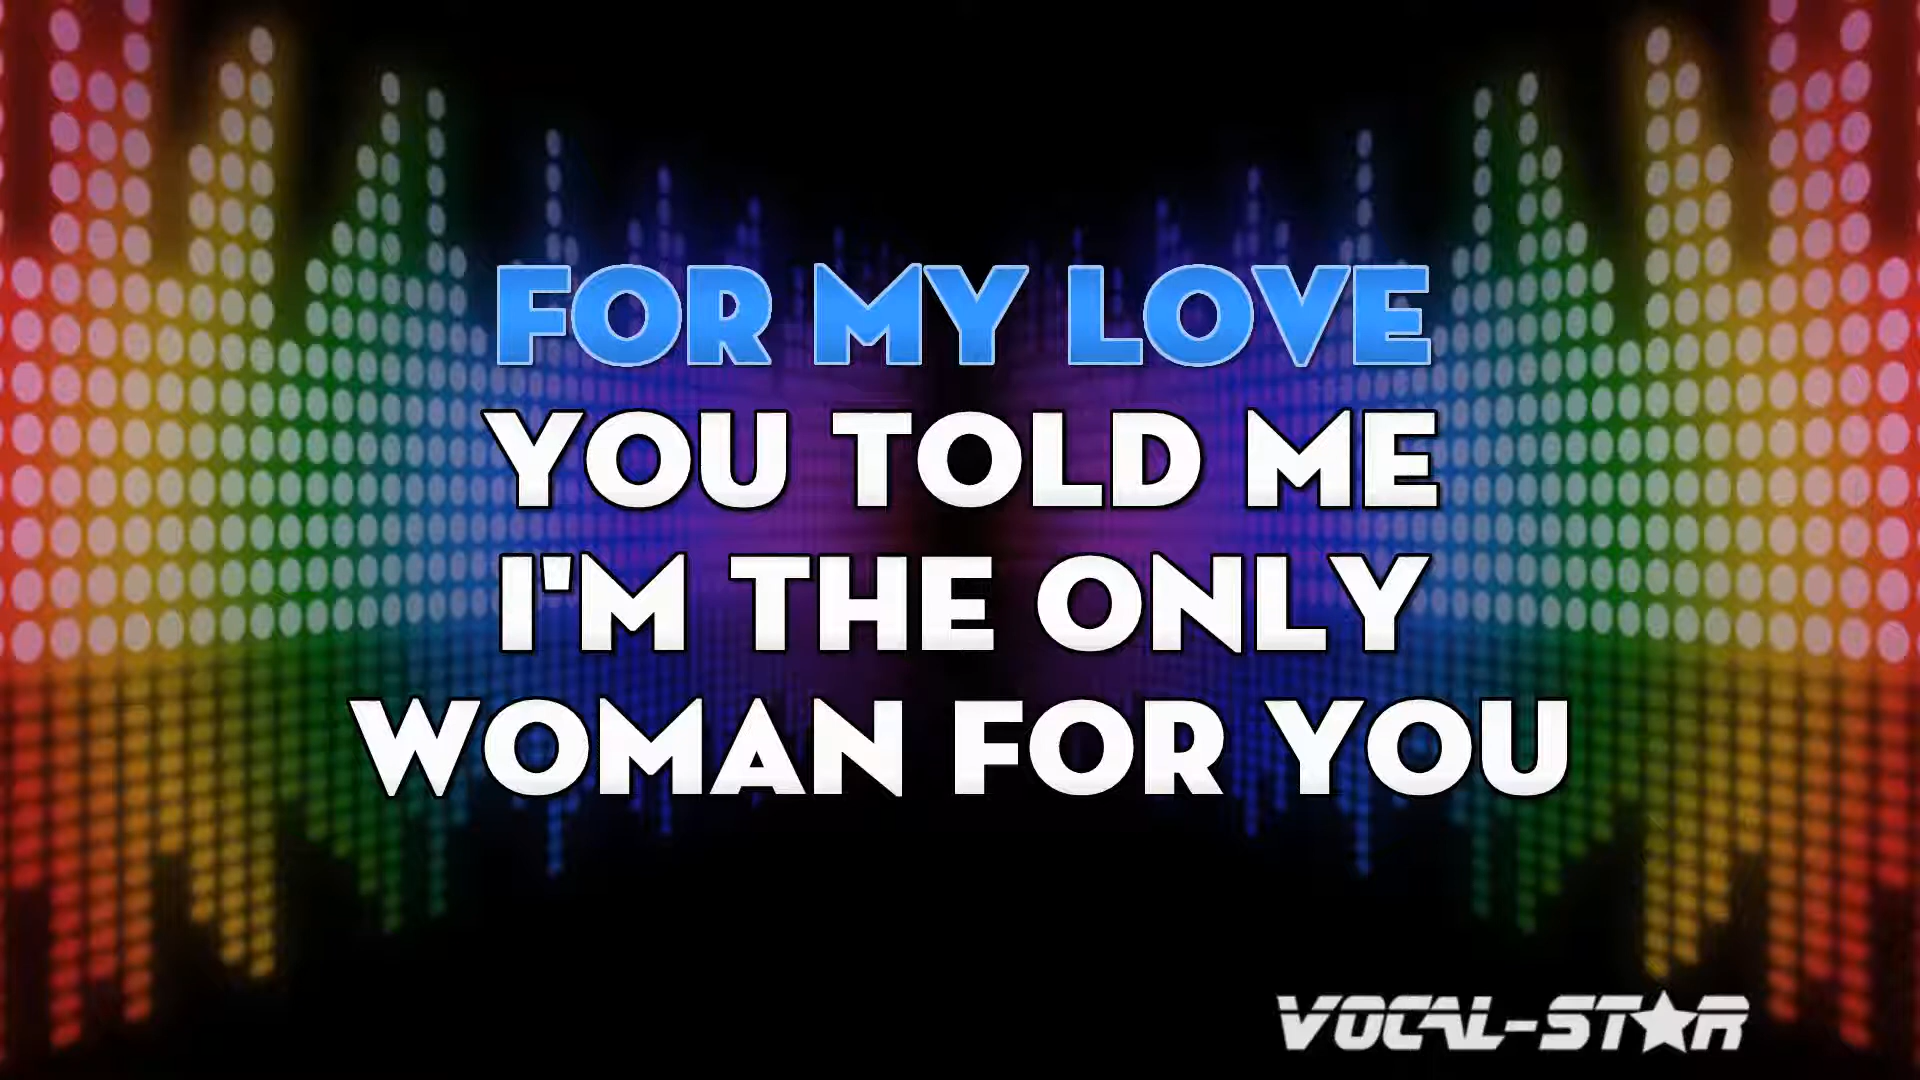 FOR MY LOVE
YOU TOLD ME
I'M THE ONLY
WOMAN FOR YOU
VOCAL-STAR